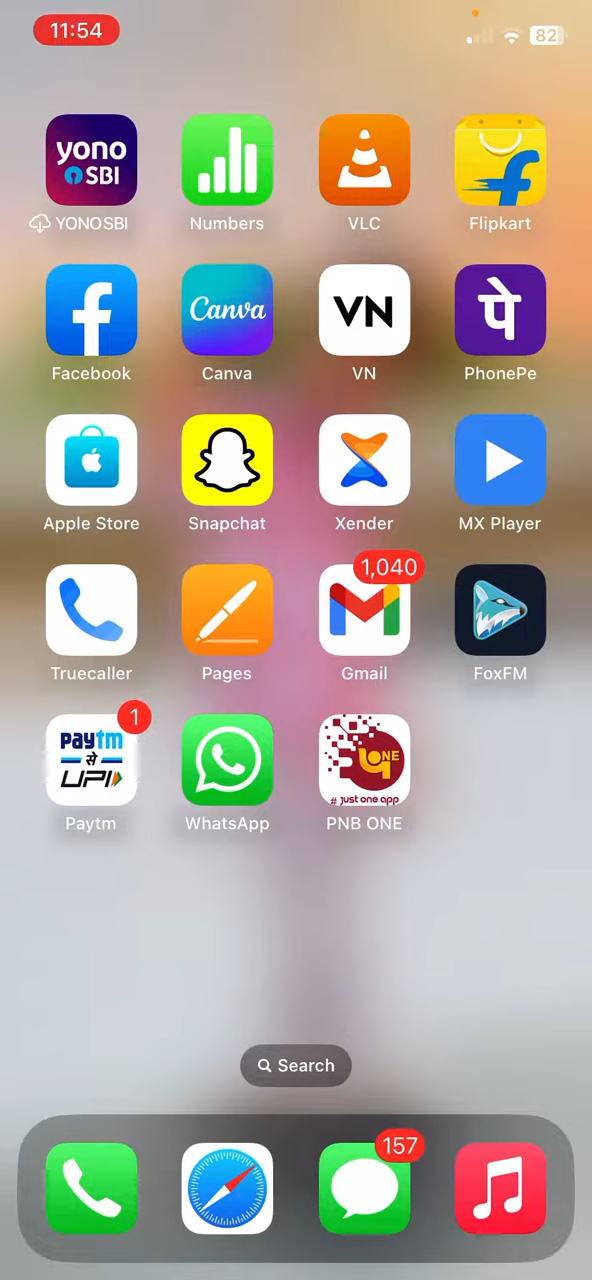 11:54
82
yono
SBI
YONOSBI
Numbers
VLC
Flipkart
f
Canva
VN
पे
Facebook
Canva
VN
PhonePe
Apple Store
Snapchat
Xender
MX Player
1,040
Truecaller
Pages
Gmail
FoxFM
1
paytm
से
UPI
ONE
# just one app
Paytm
WhatsApp
PNB ONE
Search
157